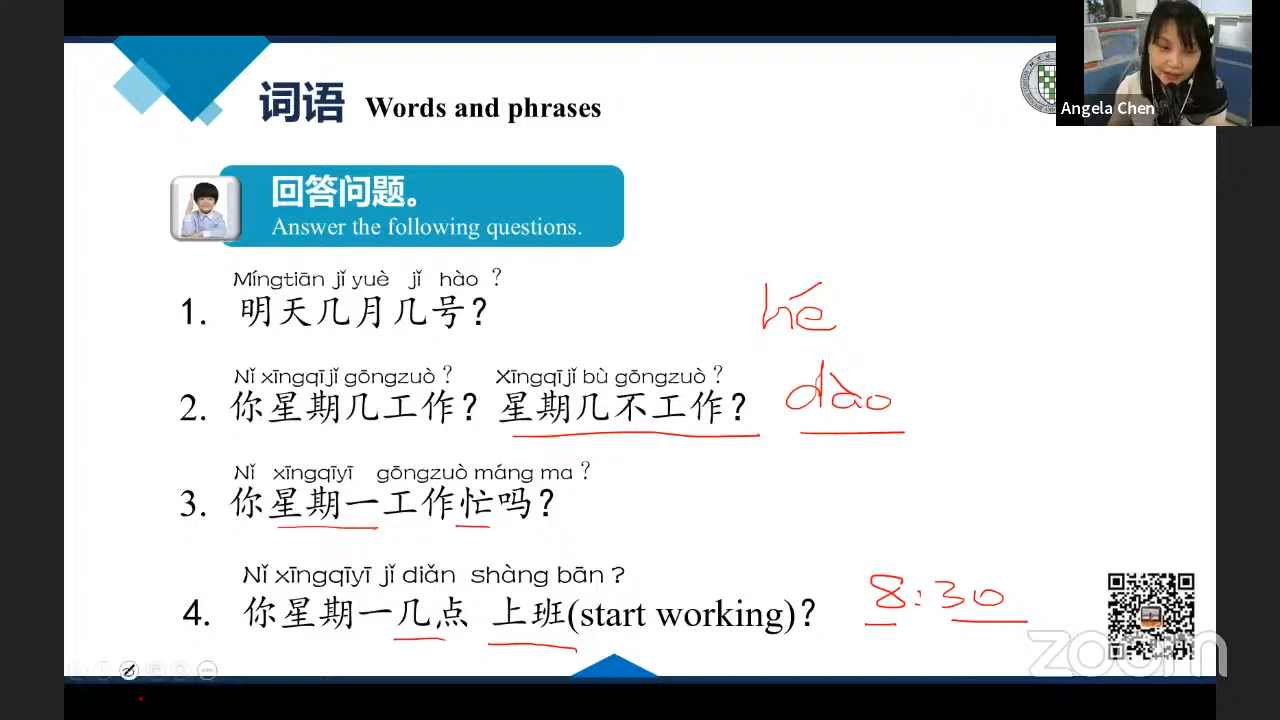 词语 Words and phrases
Angela Chen
回答问题。
Answer the following questions.
Míngtiān jǐ yuè jǐ hào ?
1. 明天几月几号?
hé
Nǐ xīngqī jǐ gōngzuò ? Xīngqī jǐ bù gōngzuò ?
2. 你星期几工作? 星期几不工作?
dào
Nǐ xīngqīyī gōngzuò máng ma ?
3. 你星期一工作忙吗?
Nǐ xīngqīyī jǐ diǎn shàng bān ?
4. 你星期一几点 上班(start working)?
8:30
zoom